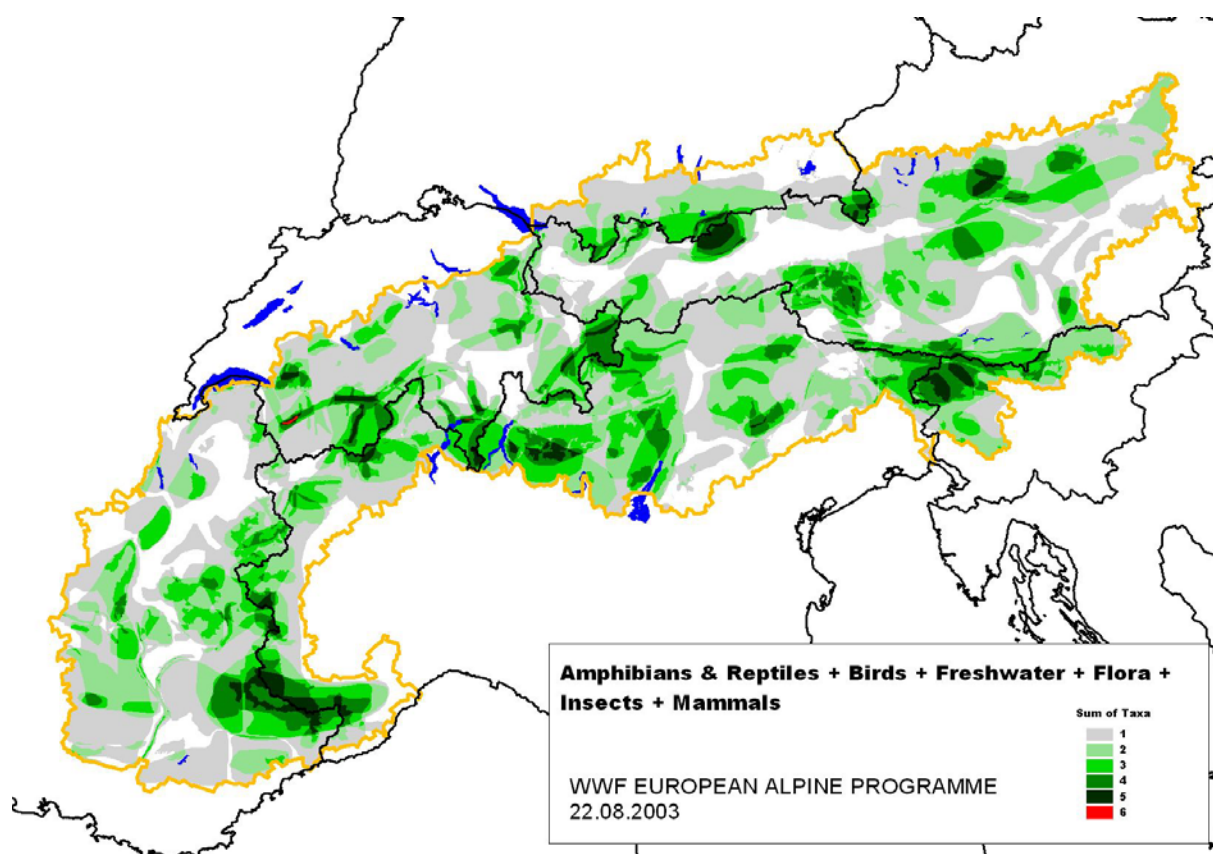 Amphibians & Reptiles + Birds + Freshwater + Flora +
Insects + Mammals
Sum of Taxa
1
2
3
4
5
6
WWF EUROPEAN ALPINE PROGRAMME
22.08.2003